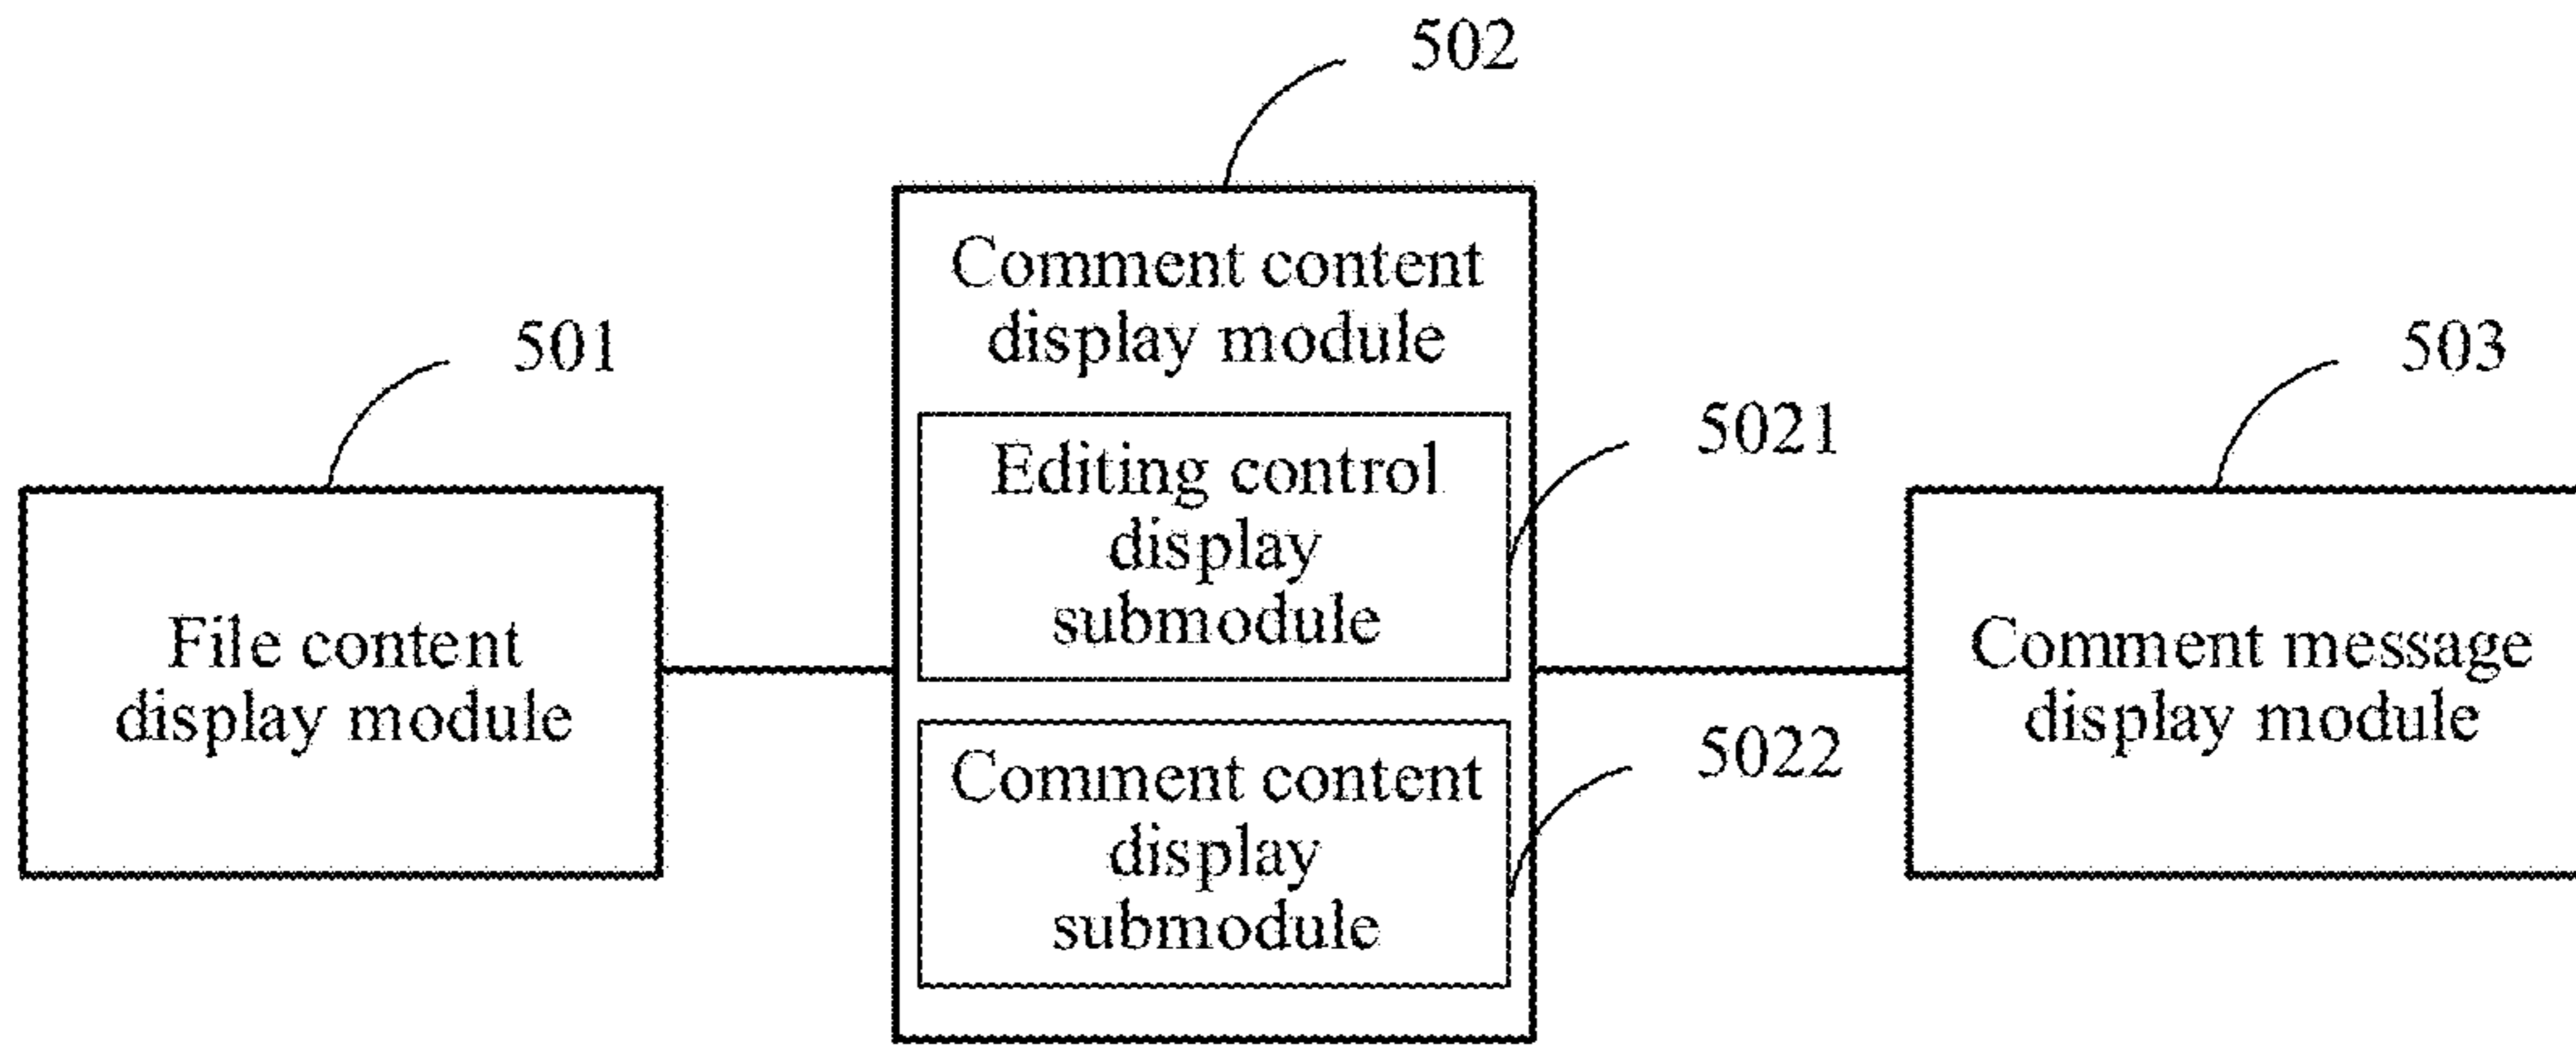 502
Comment content
display module
501
503
5021
Editing control
display
submodule
File content
display module
Comment message
display module
5022
Comment content
display
submodule